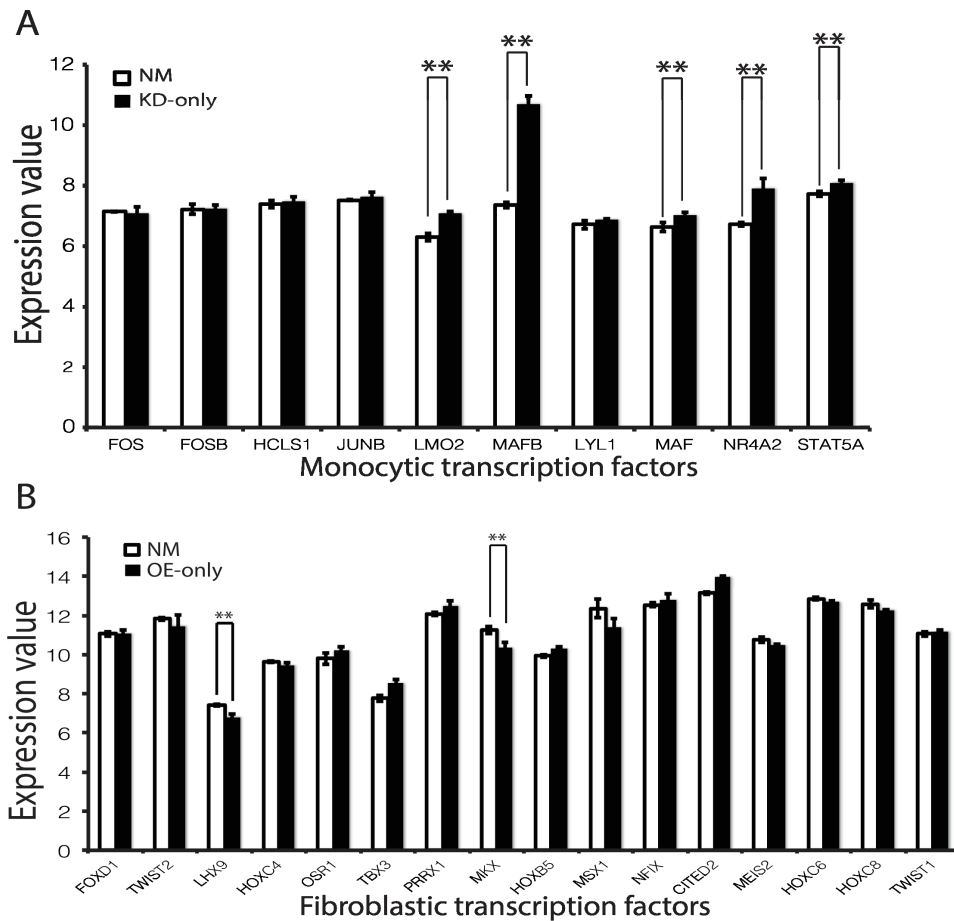 A
** ** ** ** **
12
10
8
6
4
2
0
Expression value
NM
KD-only
FOS FOSB HCLS1 JUNB LMO2 MAFB LYL1 MAF NR4A2 STAT5A
Monocytic transcription factors
B
** **
16
14
12
10
8
6
4
2
0
Expression value
NM
OE-only
FOXD1 TWIST2 LHX9 HOXC4 OSR1 TBX3 PRRX1 MKX HOXB5 MSX1 NFIX CITED2 MEIS2 HOXC6 HOXC8 TWIST1
Fibroblastic transcription factors